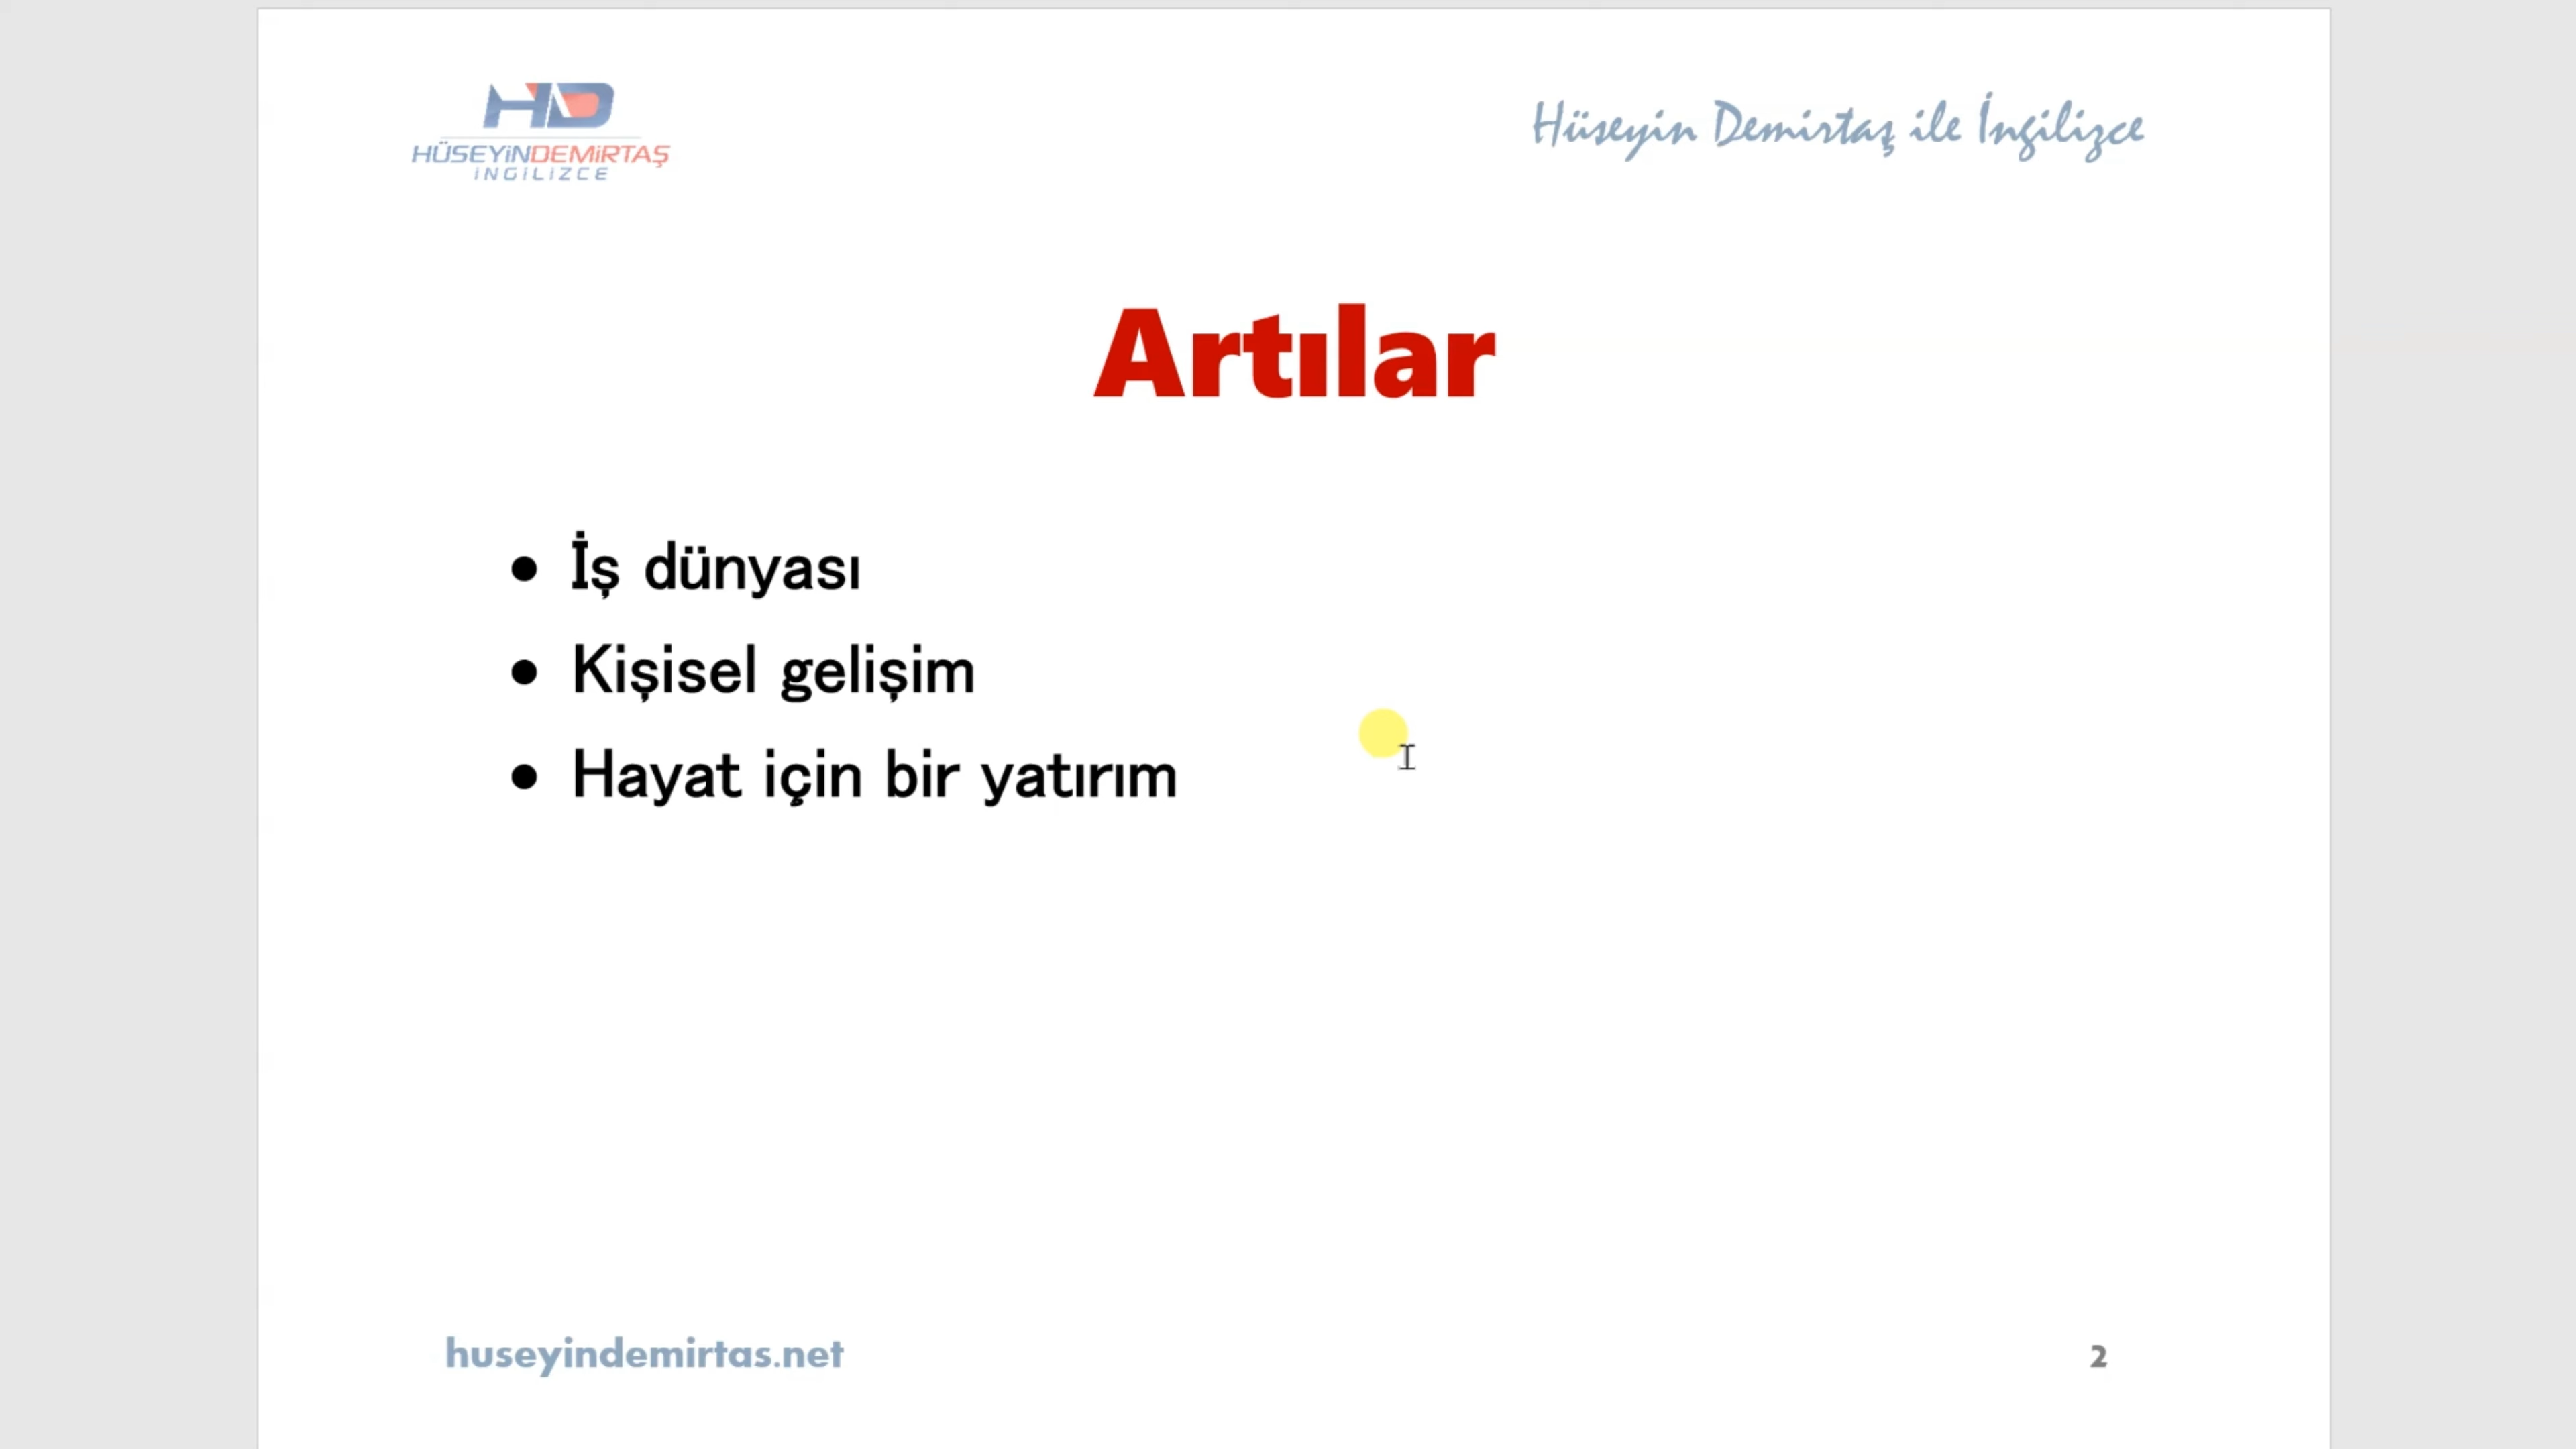 HÜSEYİNDEMİRTAŞ
İNGİLİZCE
Hüseyin Demirtaş ile İngilizce
Artılar
• İş dünyası
• Kişisel gelişim
• Hayat için bir yatırım
huseyindemirtas.net
2